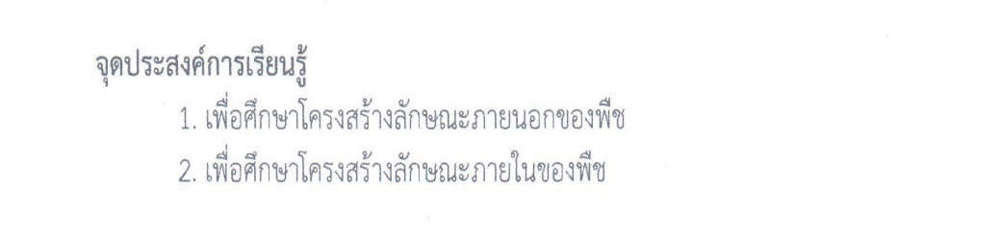 จุดประสงค์การเรียนรู้
1. เพื่อศึกษาโครงสร้างลักษณะภายนอกของพืช
2. เพื่อศึกษาโครงสร้างลักษณะภายในของพืช